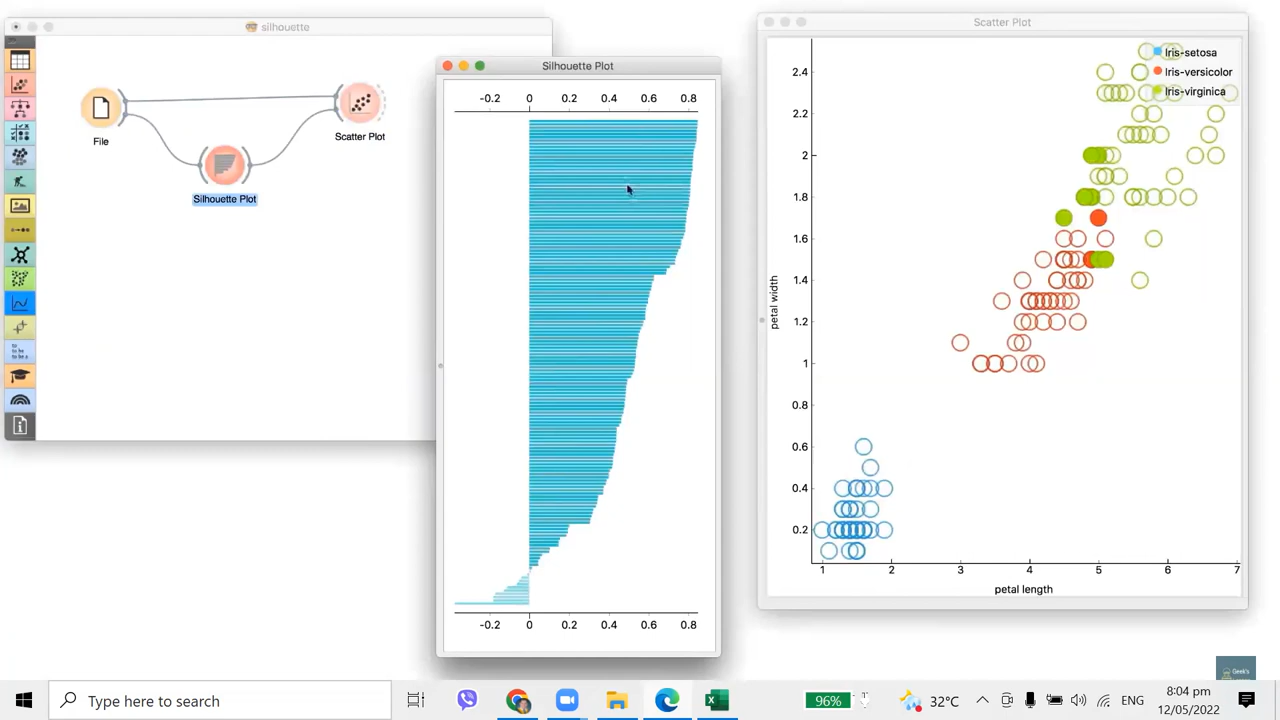 silhouette
File
Scatter Plot
Silhouette Plot
Silhouette Plot
-0.2 0 0.2 0.4 0.6 0.8
-0.2 0 0.2 0.4 0.6 0.8
Scatter Plot
Iris-setosa
Iris-versicolor
Iris-virginica
2.4
2.2
2
1.8
1.6
1.4
1.2
1
0.8
0.6
0.4
0.2
petal width
1 2 3 4 5 6 7
petal length
Geek's
Type here to search
96%
32°C
ENG
8:04 pm
12/05/2022